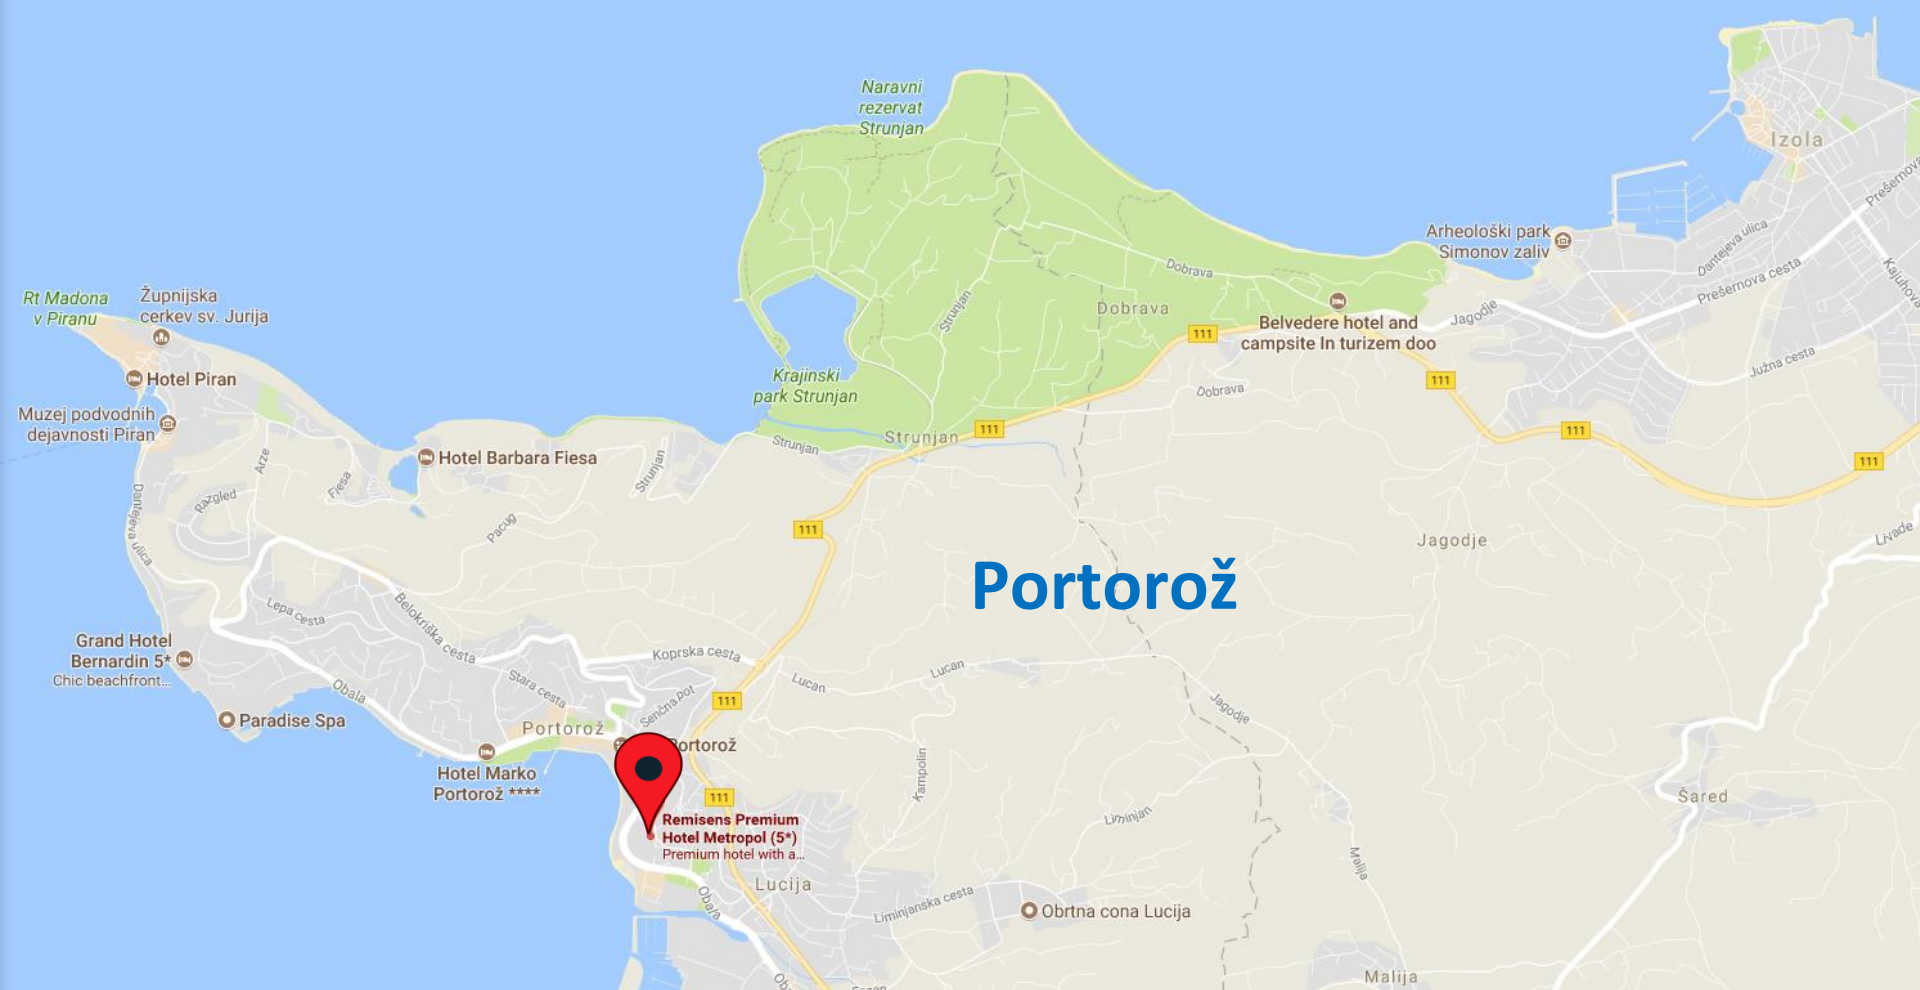 Naravni
rezervat
Strunjan
Izola
Prešernova
Arheološki park
Simonov zaliv
Dantejeva ulica
Prešernova cesta
Kajuhova
Dobrava
Rt Madona
v Piranu
Župnijska
cerkev sv. Jurija
Strunjan
Dobrava
Belvedere hotel and
campsite In turizem doo
Jagodje
111
Južna cesta
Hotel Piran
Krajinski
park Strunjan
111
Dobrava
Muzej podvodnih
dejavnosti Piran
Strunjan
111
111
Strunjan
Hotel Barbara Fiesa
Arze
Fiesa
Strunjan
111
Razgled
Dantejeva ulica
Pacug
111
Jagodje
Livade
Portorož
Lepa cesta
Belokriška cesta
Grand Hotel
Bernardin 5*
Chic beachfront...
Koprska cesta
Lucan
Lucan
Obala
Stara cesta
Senčna pot
111
Jagodje
Paradise Spa
Portorož
Portorož
Hotel Marko
Portorož ****
Kampolin
111
Šared
Liminjan
Remisens Premium
Hotel Metropol (5*)
Premium hotel with a...
Malija
Lucija
Obala
Liminjanska cesta
Obrtna cona Lucija
Malija